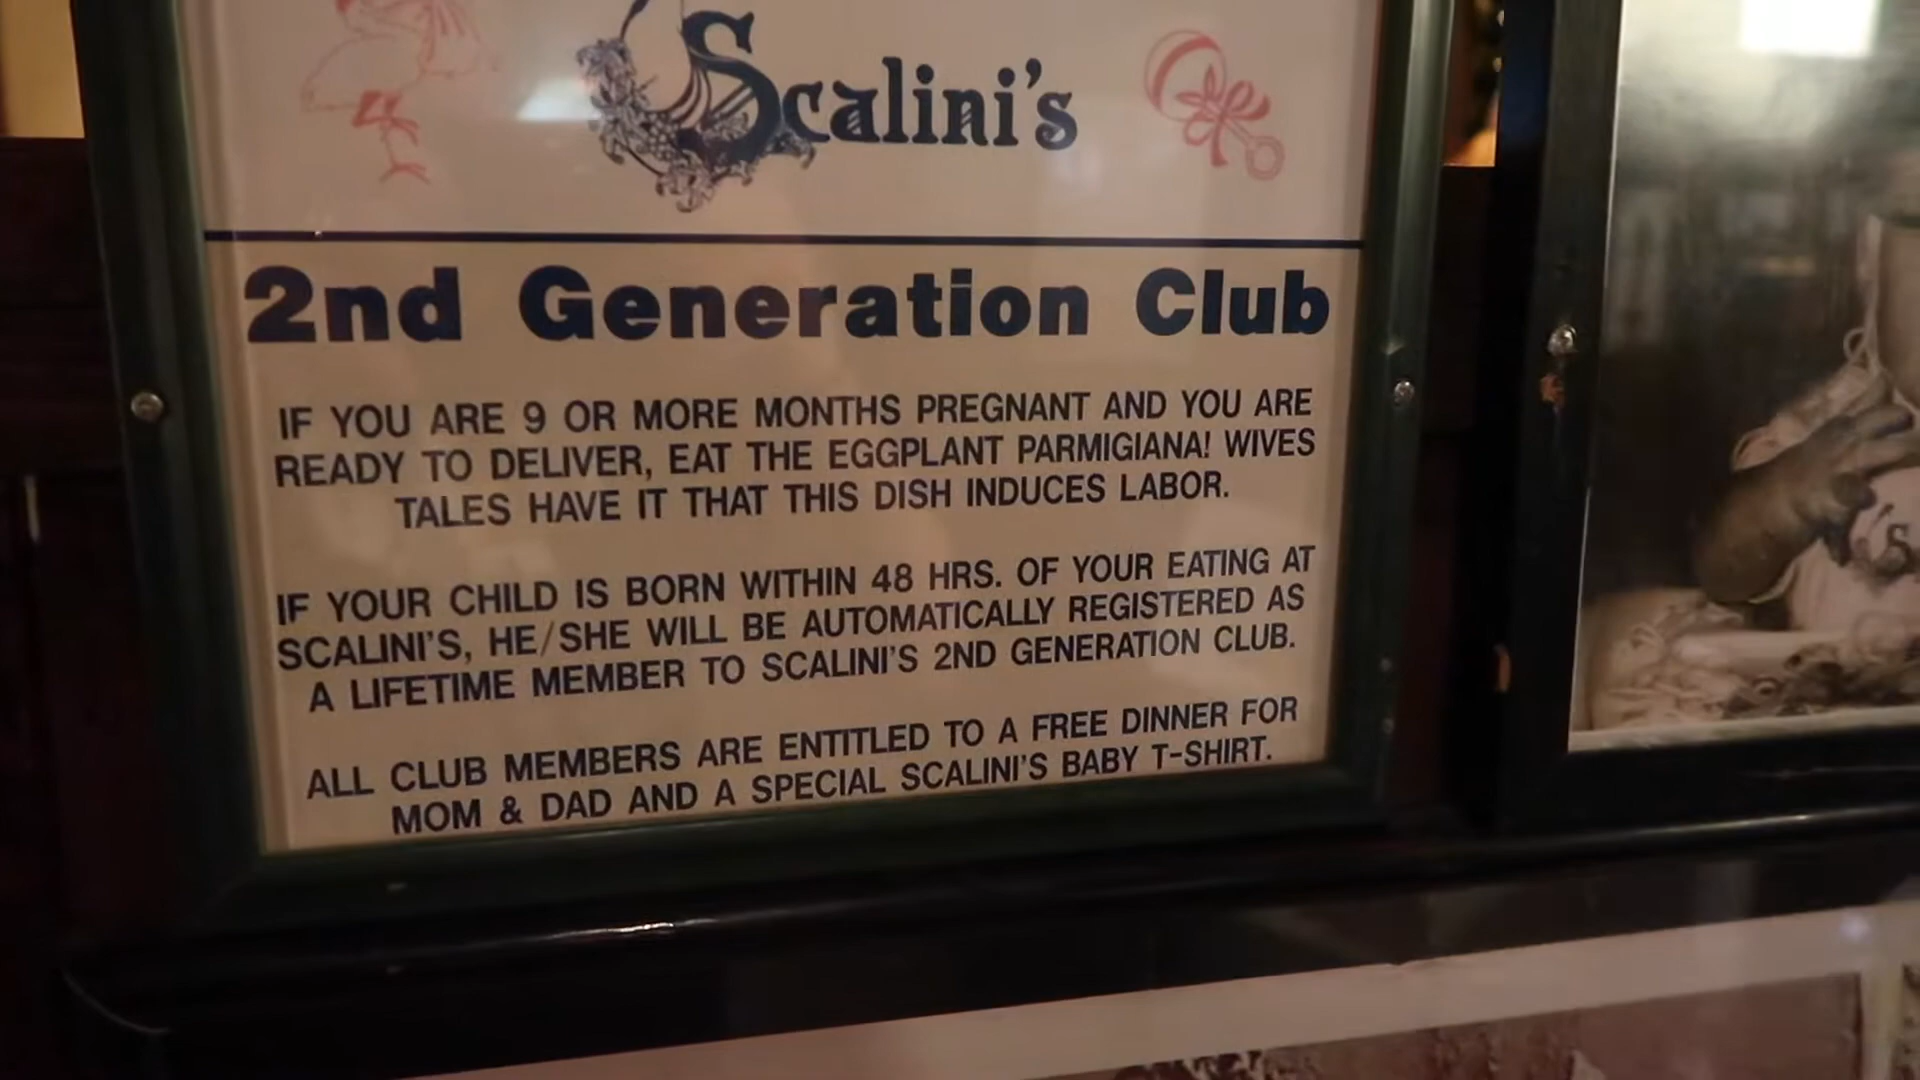 Scalini's
2nd Generation Club
IF YOU ARE 9 OR MORE MONTHS PREGNANT AND YOU ARE
READY TO DELIVER, EAT THE EGGPLANT PARMIGIANA! WIVES
TALES HAVE IT THAT THIS DISH INDUCES LABOR.
IF YOUR CHILD IS BORN WITHIN 48 HRS. OF YOUR EATING AT
SCALINI'S, HE/SHE WILL BE AUTOMATICALLY REGISTERED AS
A LIFETIME MEMBER TO SCALINI'S 2ND GENERATION CLUB.
ALL CLUB MEMBERS ARE ENTITLED TO A FREE DINNER FOR
MOM & DAD AND A SPECIAL SCALINI'S BABY T-SHIRT.